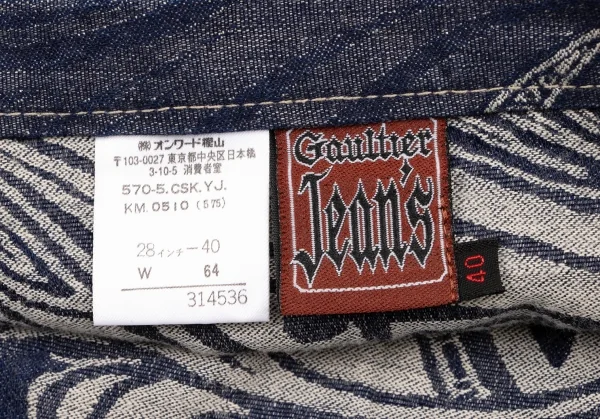 ㈱ オンワード樫山
〒103-0027 東京都中央区日本橋
3-10-5 消費者室
570-5.CSK.YJ.
KM.0510 (575)
28インチ-40
W 64
314536
Gaultier
Jean's
40